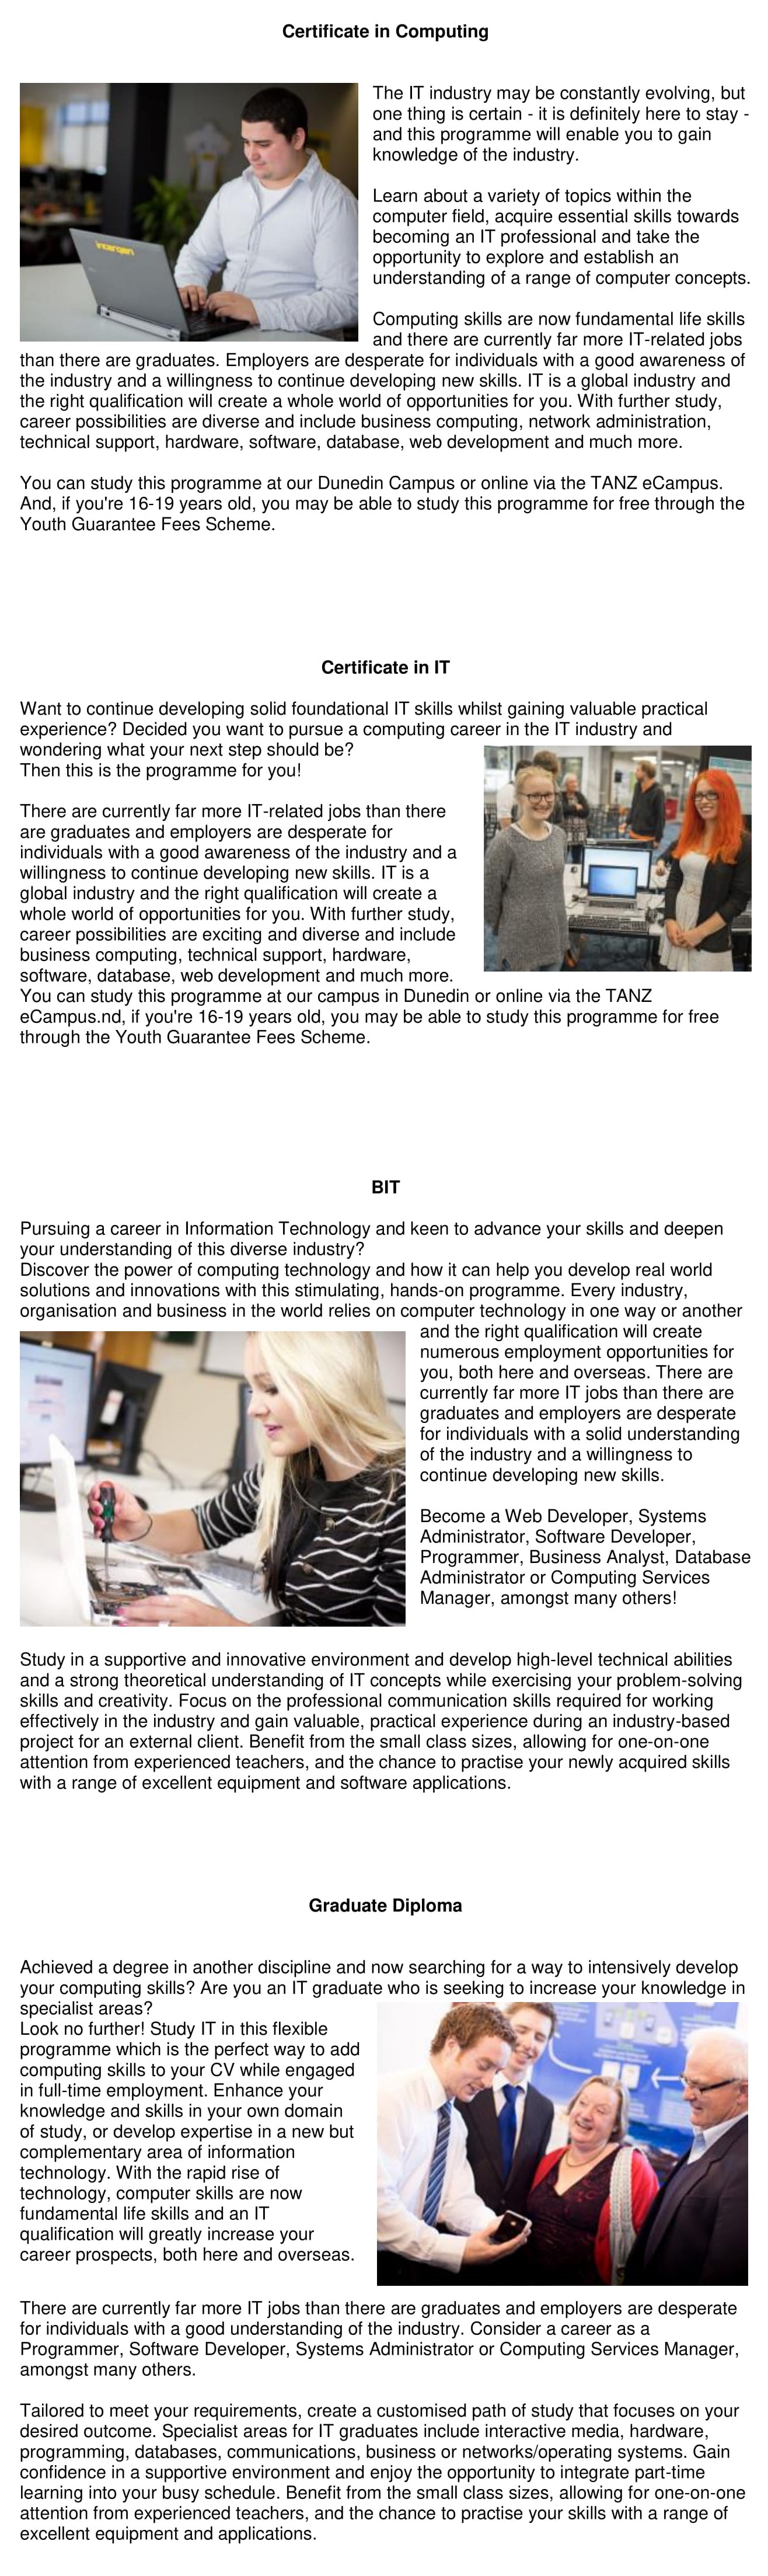 Certificate in Computing
intergen
The IT industry may be constantly evolving, but
one thing is certain - it is definitely here to stay -
and this programme will enable you to gain
knowledge of the industry.
Learn about a variety of topics within the
computer field, acquire essential skills towards
becoming an IT professional and take the
opportunity to explore and establish an
understanding of a range of computer concepts.
Computing skills are now fundamental life skills
and there are currently far more IT-related jobs
than there are graduates. Employers are desperate for individuals with a good awareness of
the industry and a willingness to continue developing new skills. IT is a global industry and
the right qualification will create a whole world of opportunities for you. With further study,
career possibilities are diverse and include business computing, network administration,
technical support, hardware, software, database, web development and much more.
You can study this programme at our Dunedin Campus or online via the TANZ eCampus.
And, if you're 16-19 years old, you may be able to study this programme for free through the
Youth Guarantee Fees Scheme.
Certificate in IT
Want to continue developing solid foundational IT skills whilst gaining valuable practical
experience? Decided you want to pursue a computing career in the IT industry and
wondering what your next step should be?
Then this is the programme for you!
There are currently far more IT-related jobs than there
are graduates and employers are desperate for
individuals with a good awareness of the industry and a
willingness to continue developing new skills. IT is a
global industry and the right qualification will create a
whole world of opportunities for you. With further study,
career possibilities are exciting and diverse and include
business computing, technical support, hardware,
software, database, web development and much more.
You can study this programme at our campus in Dunedin or online via the TANZ
eCampus.nd, if you're 16-19 years old, you may be able to study this programme for free
through the Youth Guarantee Fees Scheme.
BIT
Pursuing a career in Information Technology and keen to advance your skills and deepen
your understanding of this diverse industry?
Discover the power of computing technology and how it can help you develop real world
solutions and innovations with this stimulating, hands-on programme. Every industry,
organisation and business in the world relies on computer technology in one way or another
and the right qualification will create
numerous employment opportunities for
you, both here and overseas. There are
currently far more IT jobs than there are
graduates and employers are desperate
for individuals with a solid understanding
of the industry and a willingness to
continue developing new skills.
Become a Web Developer, Systems
Administrator, Software Developer,
Programmer, Business Analyst, Database
Administrator or Computing Services
Manager, amongst many others!
Study in a supportive and innovative environment and develop high-level technical abilities
and a strong theoretical understanding of IT concepts while exercising your problem-solving
skills and creativity. Focus on the professional communication skills required for working
effectively in the industry and gain valuable, practical experience during an industry-based
project for an external client. Benefit from the small class sizes, allowing for one-on-one
attention from experienced teachers, and the chance to practise your newly acquired skills
with a range of excellent equipment and software applications.
Graduate Diploma
Achieved a degree in another discipline and now searching for a way to intensively develop
your computing skills? Are you an IT graduate who is seeking to increase your knowledge in
specialist areas?
Look no further! Study IT in this flexible
programme which is the perfect way to add
computing skills to your CV while engaged
in full-time employment. Enhance your
knowledge and skills in your own domain
of study, or develop expertise in a new but
complementary area of information
technology. With the rapid rise of
technology, computer skills are now
fundamental life skills and an IT
qualification will greatly increase your
career prospects, both here and overseas.
There are currently far more IT jobs than there are graduates and employers are desperate
for individuals with a good understanding of the industry. Consider a career as a
Programmer, Software Developer, Systems Administrator or Computing Services Manager,
amongst many others.
Tailored to meet your requirements, create a customised path of study that focuses on your
desired outcome. Specialist areas for IT graduates include interactive media, hardware,
programming, databases, communications, business or networks/operating systems. Gain
confidence in a supportive environment and enjoy the opportunity to integrate part-time
learning into your busy schedule. Benefit from the small class sizes, allowing for one-on-one
attention from experienced teachers, and the chance to practise your skills with a range of
excellent equipment and applications.